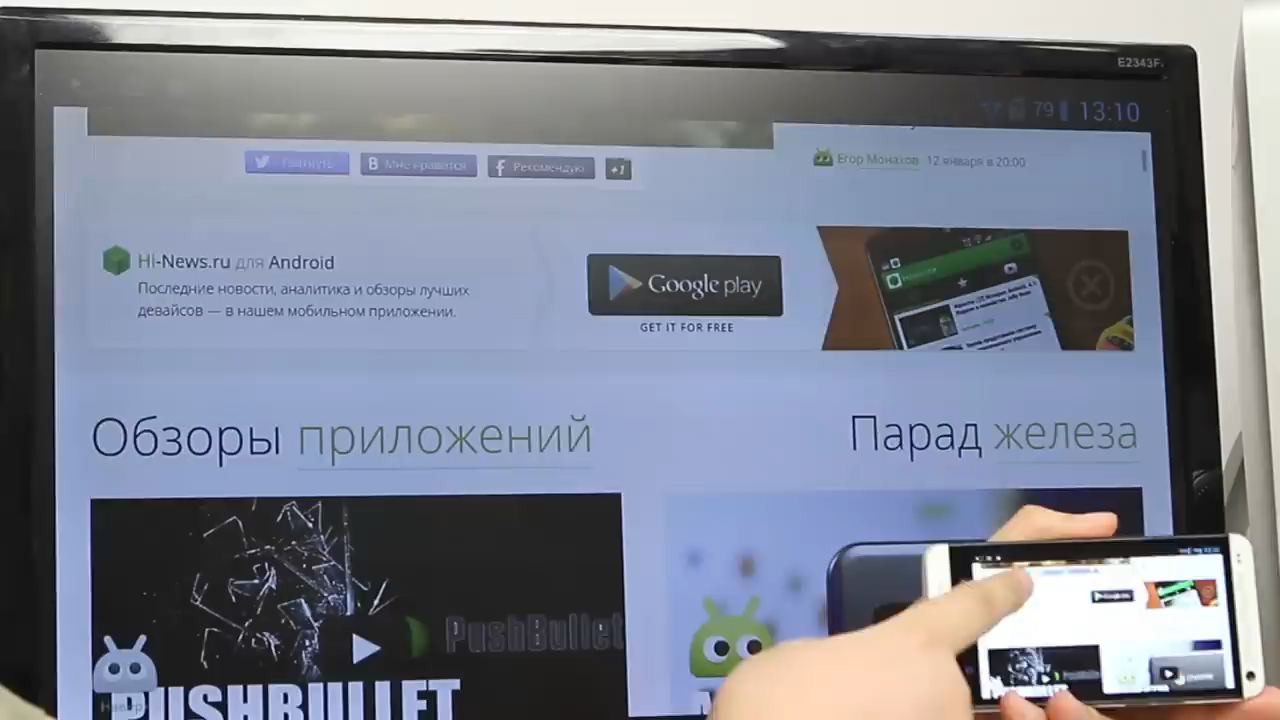 E2343F
79 13:10
Твитнуть
B Мне нравится
f Рекомендую
+1
Егор Монахов 12 января в 20:00
Hi-News.ru для Android
Последние новости, аналитика и обзоры лучших
девайсов — в нашем мобильном приложении.
Google play
GET IT FOR FREE
Обзоры приложений
Парад железа
PushBullet
PUSHBULLET